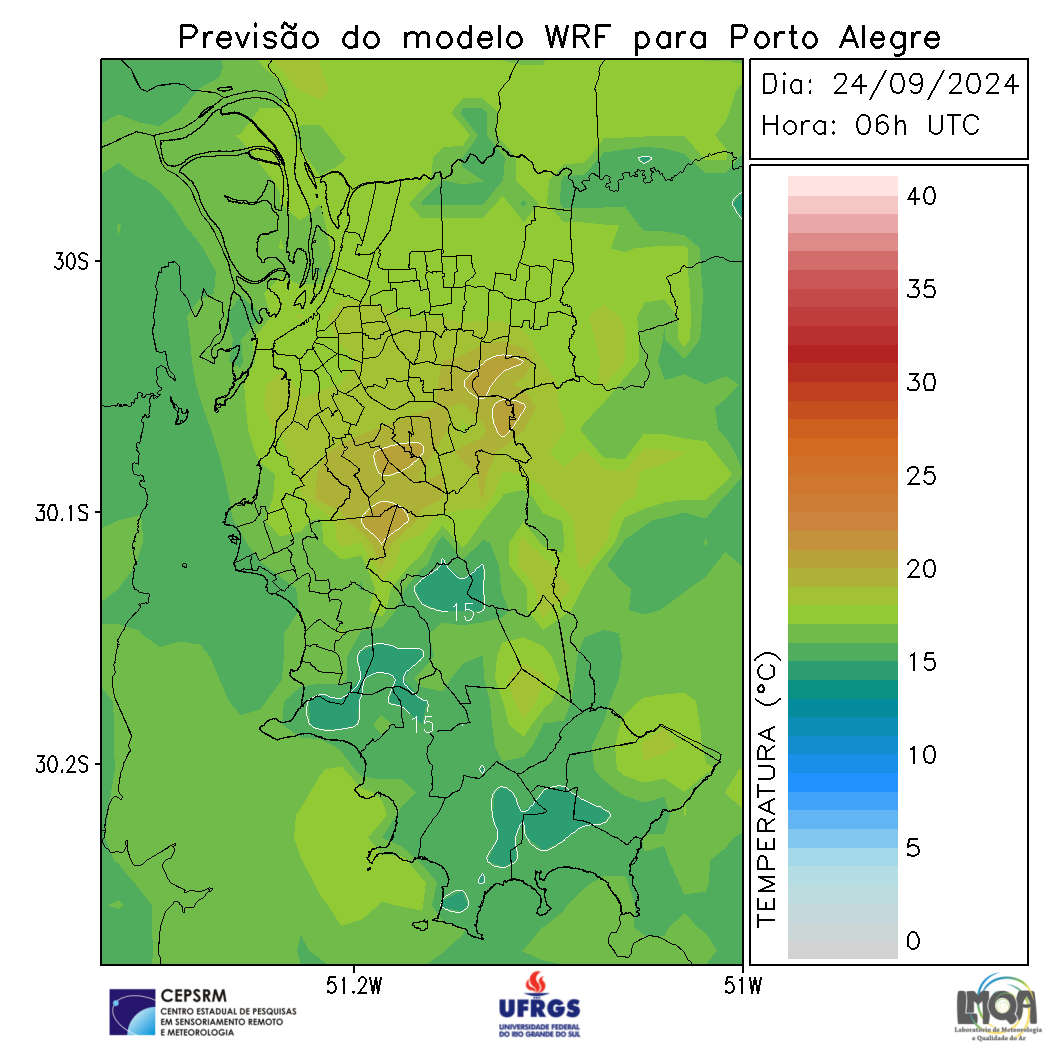 Previsão do modelo WRF para Porto Alegre
Dia: 24/09/2024
Hora: 06h UTC
40
35
30
25
20
15
10
5
0
TEMPERATURA (°C)
30S
30.1S
30.2S
15
15
51.2W
51W
CEPSRM
CENTRO ESTADUAL DE PESQUISAS
EM SENSORIAMENTO REMOTO
E METEOROLOGIA
UFRGS
UNIVERSIDADE FEDERAL
DO RIO GRANDE DO SUL
LMQA
Laboratório de Meteorologia
e Qualidade do Ar